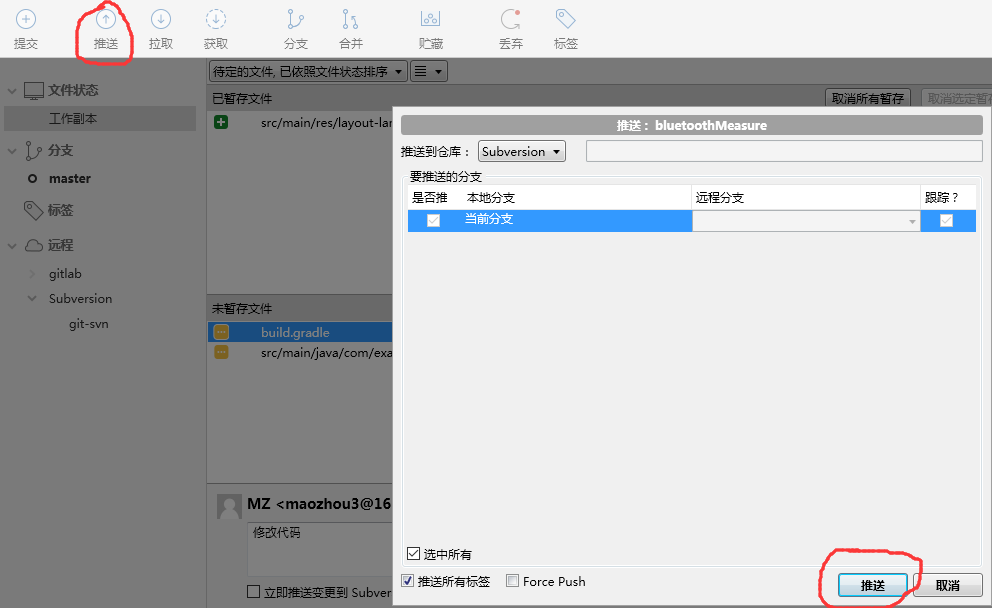 提交
推送
拉取
获取
分支
合并
贮藏
丢弃
标签
文件状态
工作副本
分支
master
标签
远程
gitlab
Subversion
git-svn
待定的文件, 已依照文件状态排序
已暂存文件
取消所有暂存
取消选定暂存
src/main/res/layout-lan
未暂存文件
build.gradle
src/main/java/com/exa
MZ <maozhou3@16
修改代码
立即推送变更到 Subver
推送: bluetoothMeasure
推送到仓库：
Subversion
要推送的分支
是否推
本地分支
远程分支
跟踪？
当前分支
选中所有
推送所有标签
Force Push
推送
取消